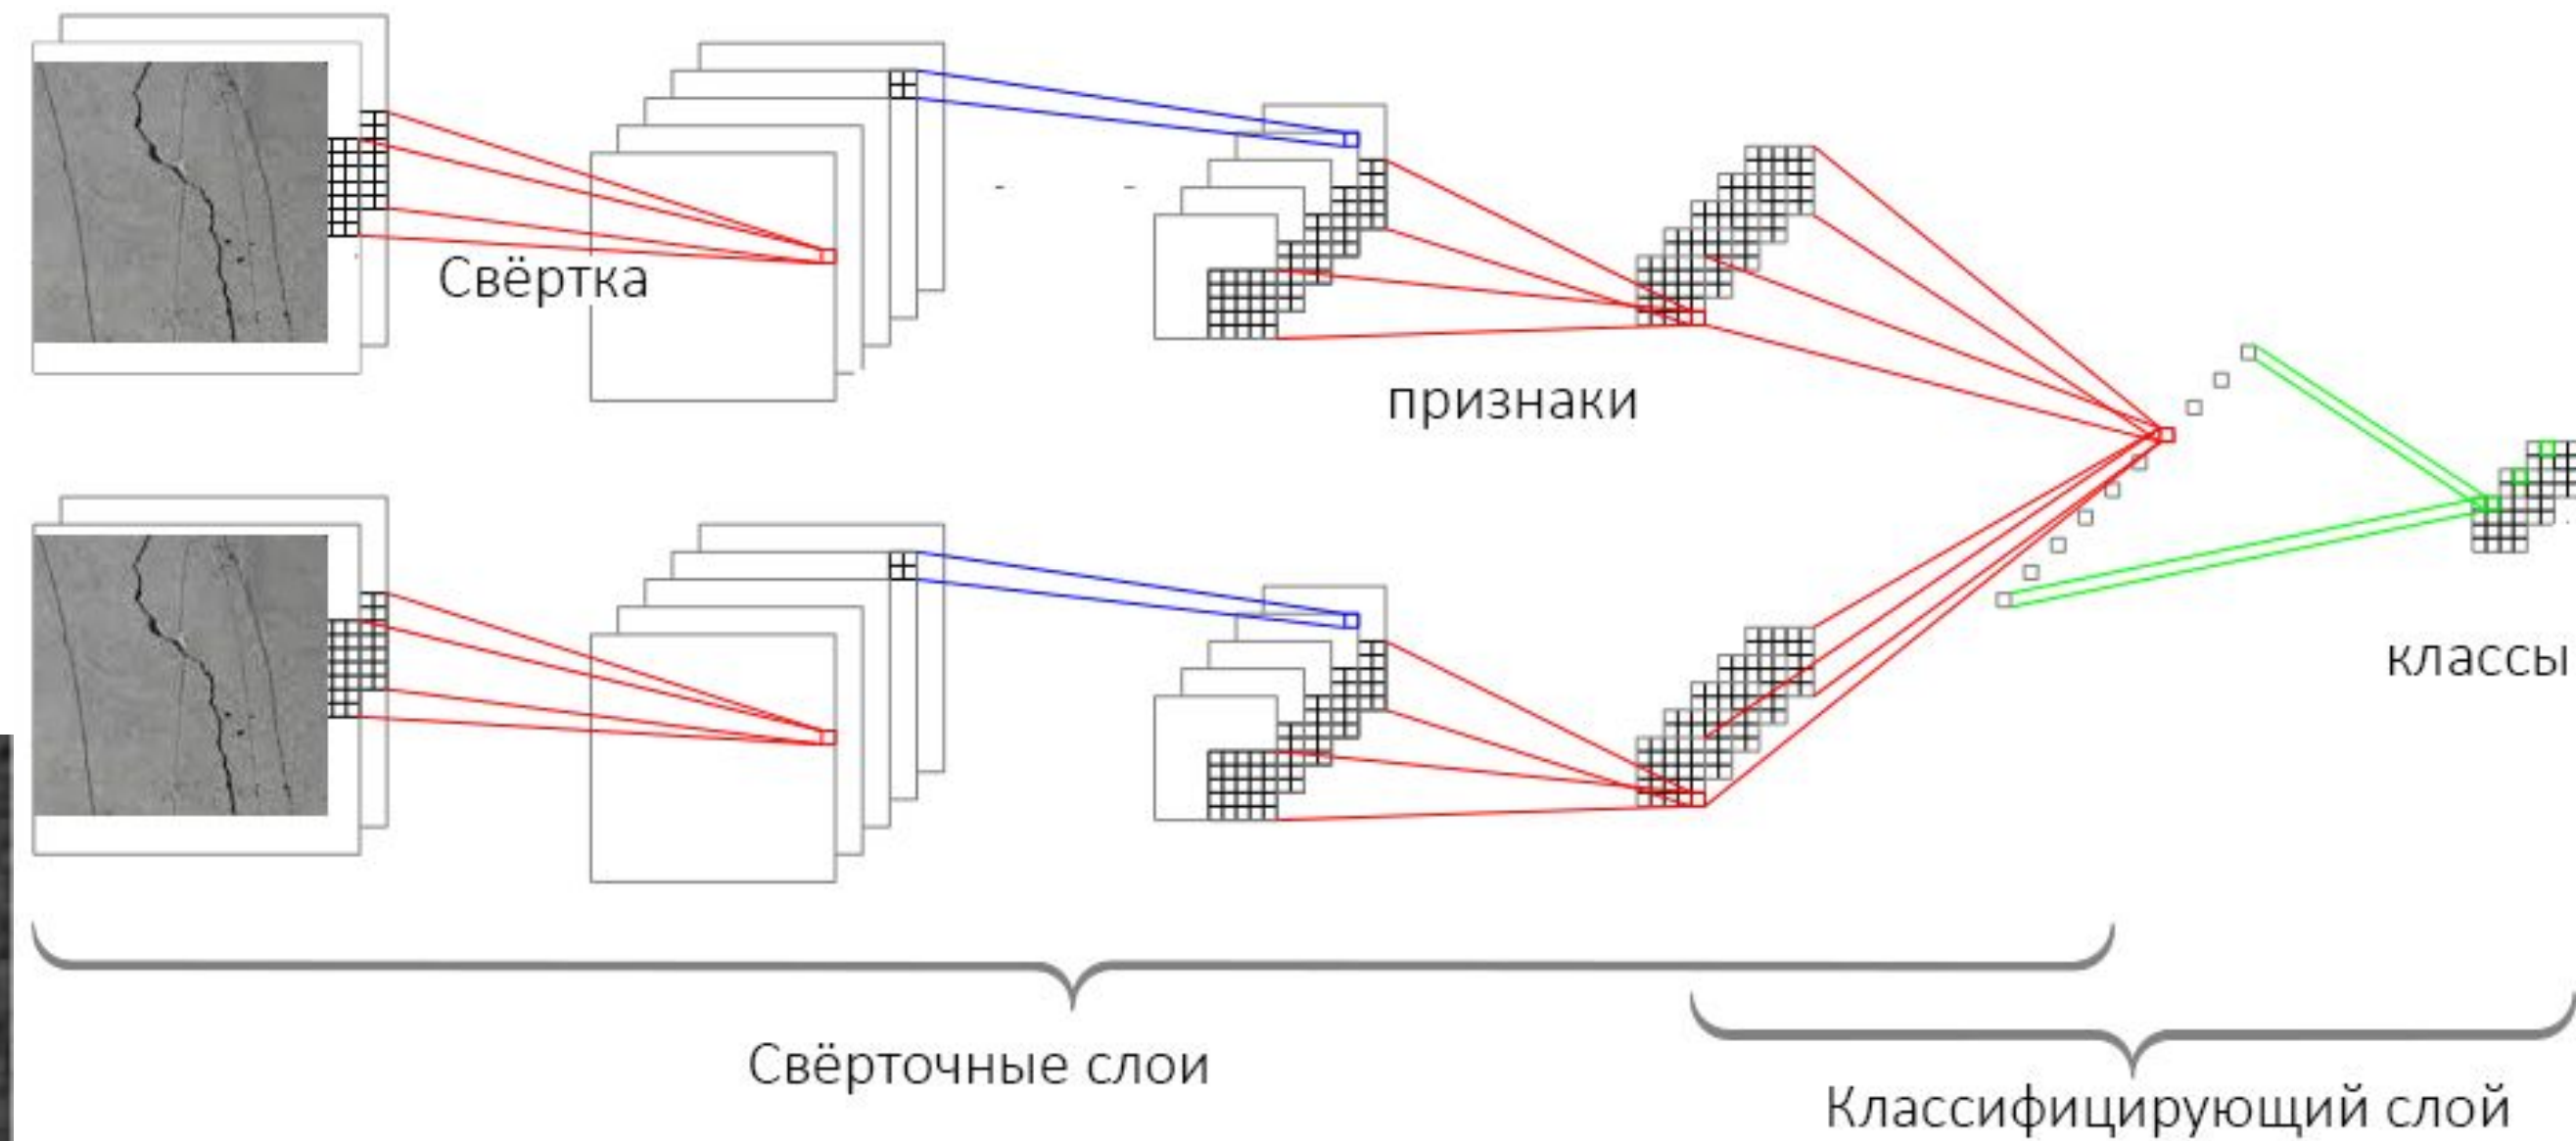 Свёртка
признаки
классы
Свёрточные слои
Классифицирующий слой